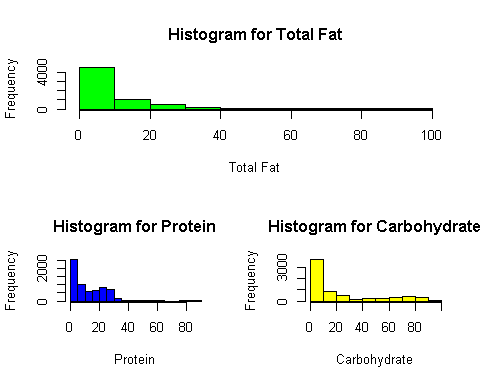 Histogram for Total Fat
Frequency
4000
0
0 20 40 60 80 100
Total Fat
Histogram for Protein
Frequency
2000
0
0 20 40 60 80
Protein
Histogram for Carbohydrate
Frequency
3000
0
0 20 40 60 80
Carbohydrate